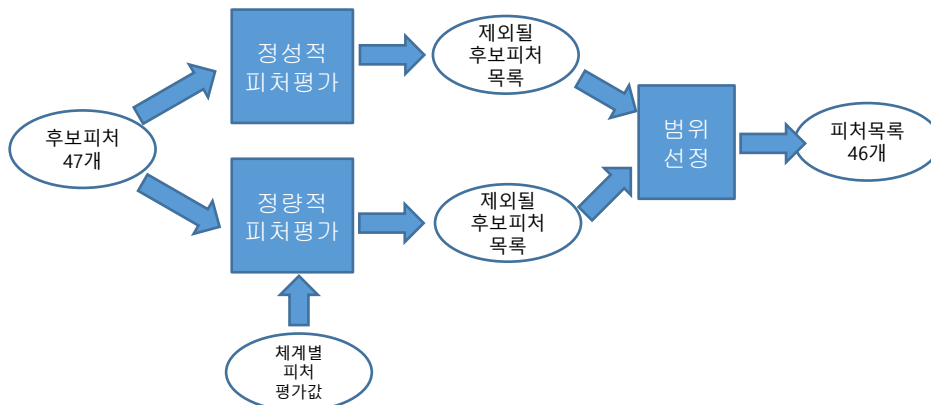 정성적
피처평가
제외될
후보피처
목록
후보피처
47개
범위
선정
피처목록
46개
정량적
피처평가
제외될
후보피처
목록
체계별
피처
평가값